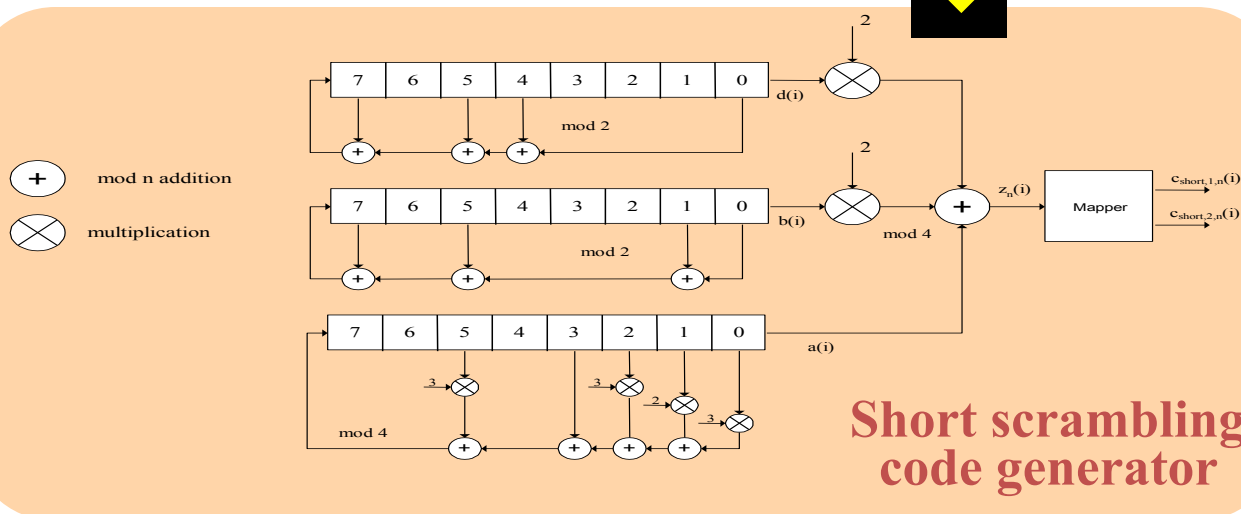 2
7 6 5 4 3 2 1 0
d(i)
mod 2
+ + +
+ mod n addition
multiplication
2
7 6 5 4 3 2 1 0
b(i)
mod 4
mod 2
+ + +
+
z_n(i)
Mapper
c_short,1,n(i)
c_short,2,n(i)
7 6 5 4 3 2 1 0
a(i)
3
3
2
3
mod 4
+ + + +
Short scrambling
code generator